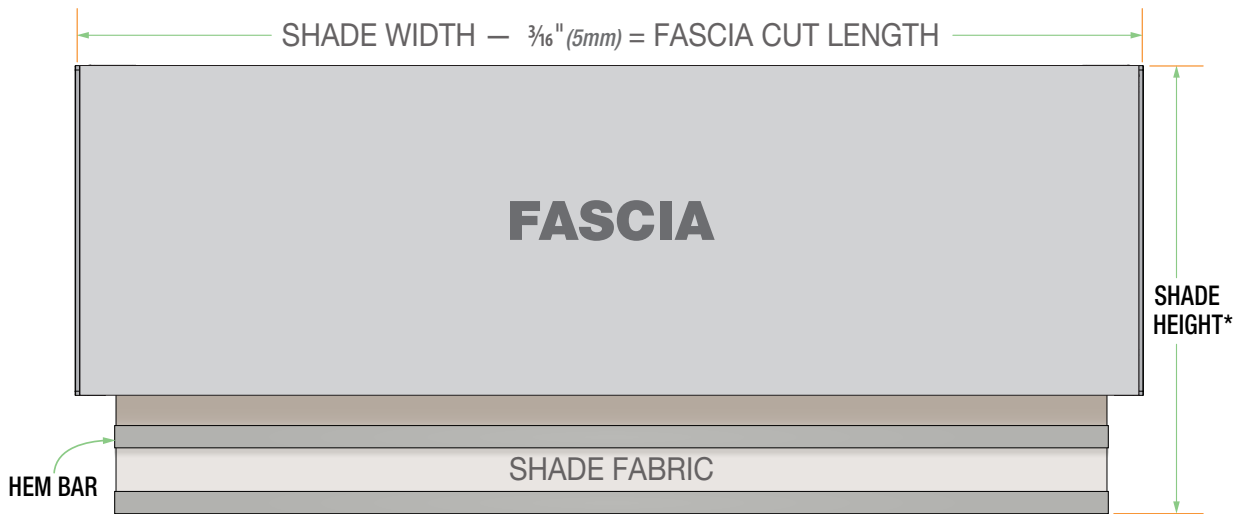 SHADE WIDTH – 3⁄16" (5mm) = FASCIA CUT LENGTH
FASCIA
SHADE
HEIGHT*
SHADE FABRIC
HEM BAR